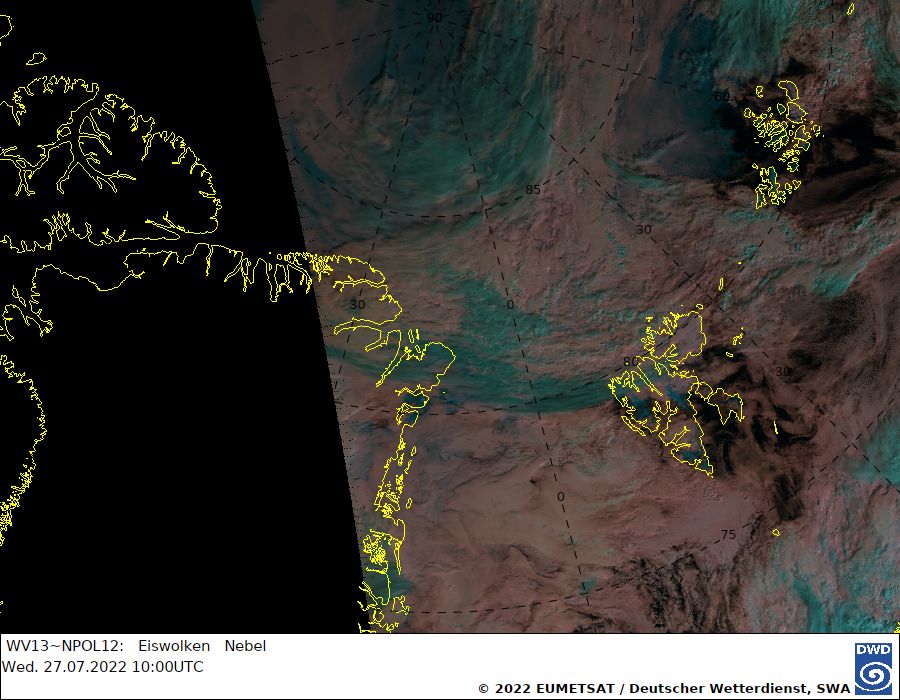 90
60
85
30
30
0
80
30
0
75
WV13~NPOL12: Eiswolken Nebel
Wed. 27.07.2022 10:00UTC
DWD
© 2022 EUMETSAT / Deutscher Wetterdienst, SWA